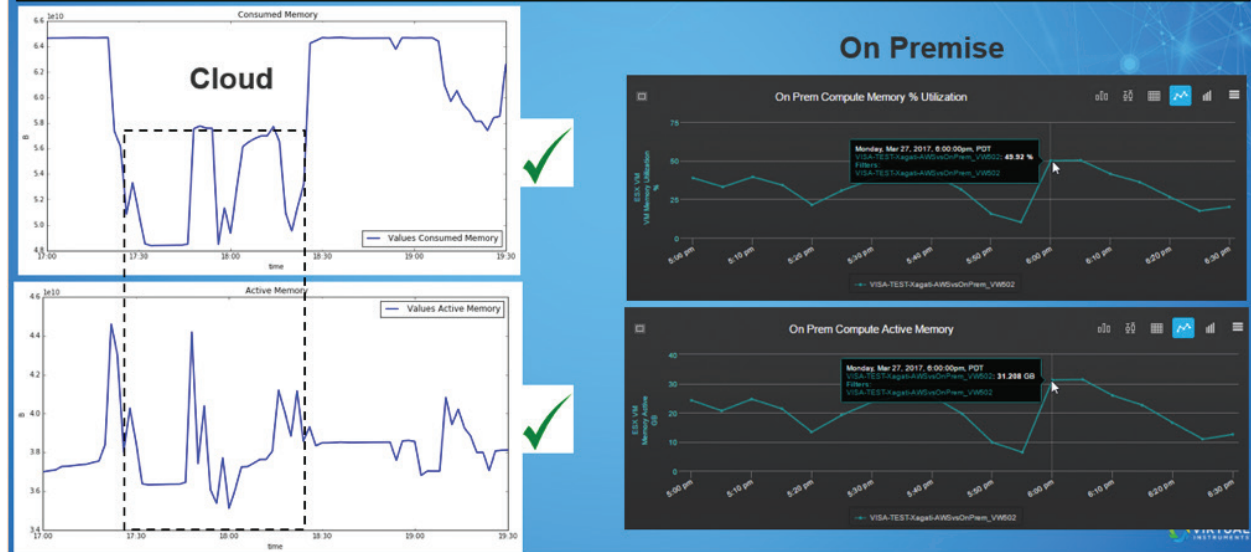 Consumed Memory
6.6 1e10
6.4
6.2
6.0
5.8
5.6
5.4
5.2
5.0
4.8
B
Cloud
Values Consumed Memory
17:00 17:30 18:00 18:30 19:00 19:30
time
Active Memory
4.6 1e10
4.4
4.2
4.0
3.8
3.6
3.4
B
Values Active Memory
17:00 17:30 18:00 18:30 19:00 19:30
time
On Premise
On Prem Compute Memory % Utilization
75
50
25
0
ESX VM
VM Memory Utilization
%
Monday, Mar 27, 2017, 6:00:00pm, PDT
VISA-TEST-Xagati-AWSvsOnPrem_VW502: 49.92 %
Filters:
VISA-TEST-Xagati-AWSvsOnPrem_VW502
5:00 pm 5:10 pm 5:20 pm 5:30 pm 5:40 pm 5:50 pm 6:00 pm 6:10 pm 6:20 pm 6:30 pm
VISA-TEST-Xagati-AWSvsOnPrem_VW502
On Prem Compute Active Memory
40
30
20
10
0
ESX VM
Memory Active
GB
Monday, Mar 27, 2017, 6:00:00pm, PDT
VISA-TEST-Xagati-AWSvsOnPrem_VW502: 31.208 GB
Filters:
VISA-TEST-Xagati-AWSvsOnPrem_VW502
5:00 pm 5:10 pm 5:20 pm 5:30 pm 5:40 pm 5:50 pm 6:00 pm 6:10 pm 6:20 pm 6:30 pm
VISA-TEST-Xagati-AWSvsOnPrem_VW502
VIRTUAL
INSTRUMENTS